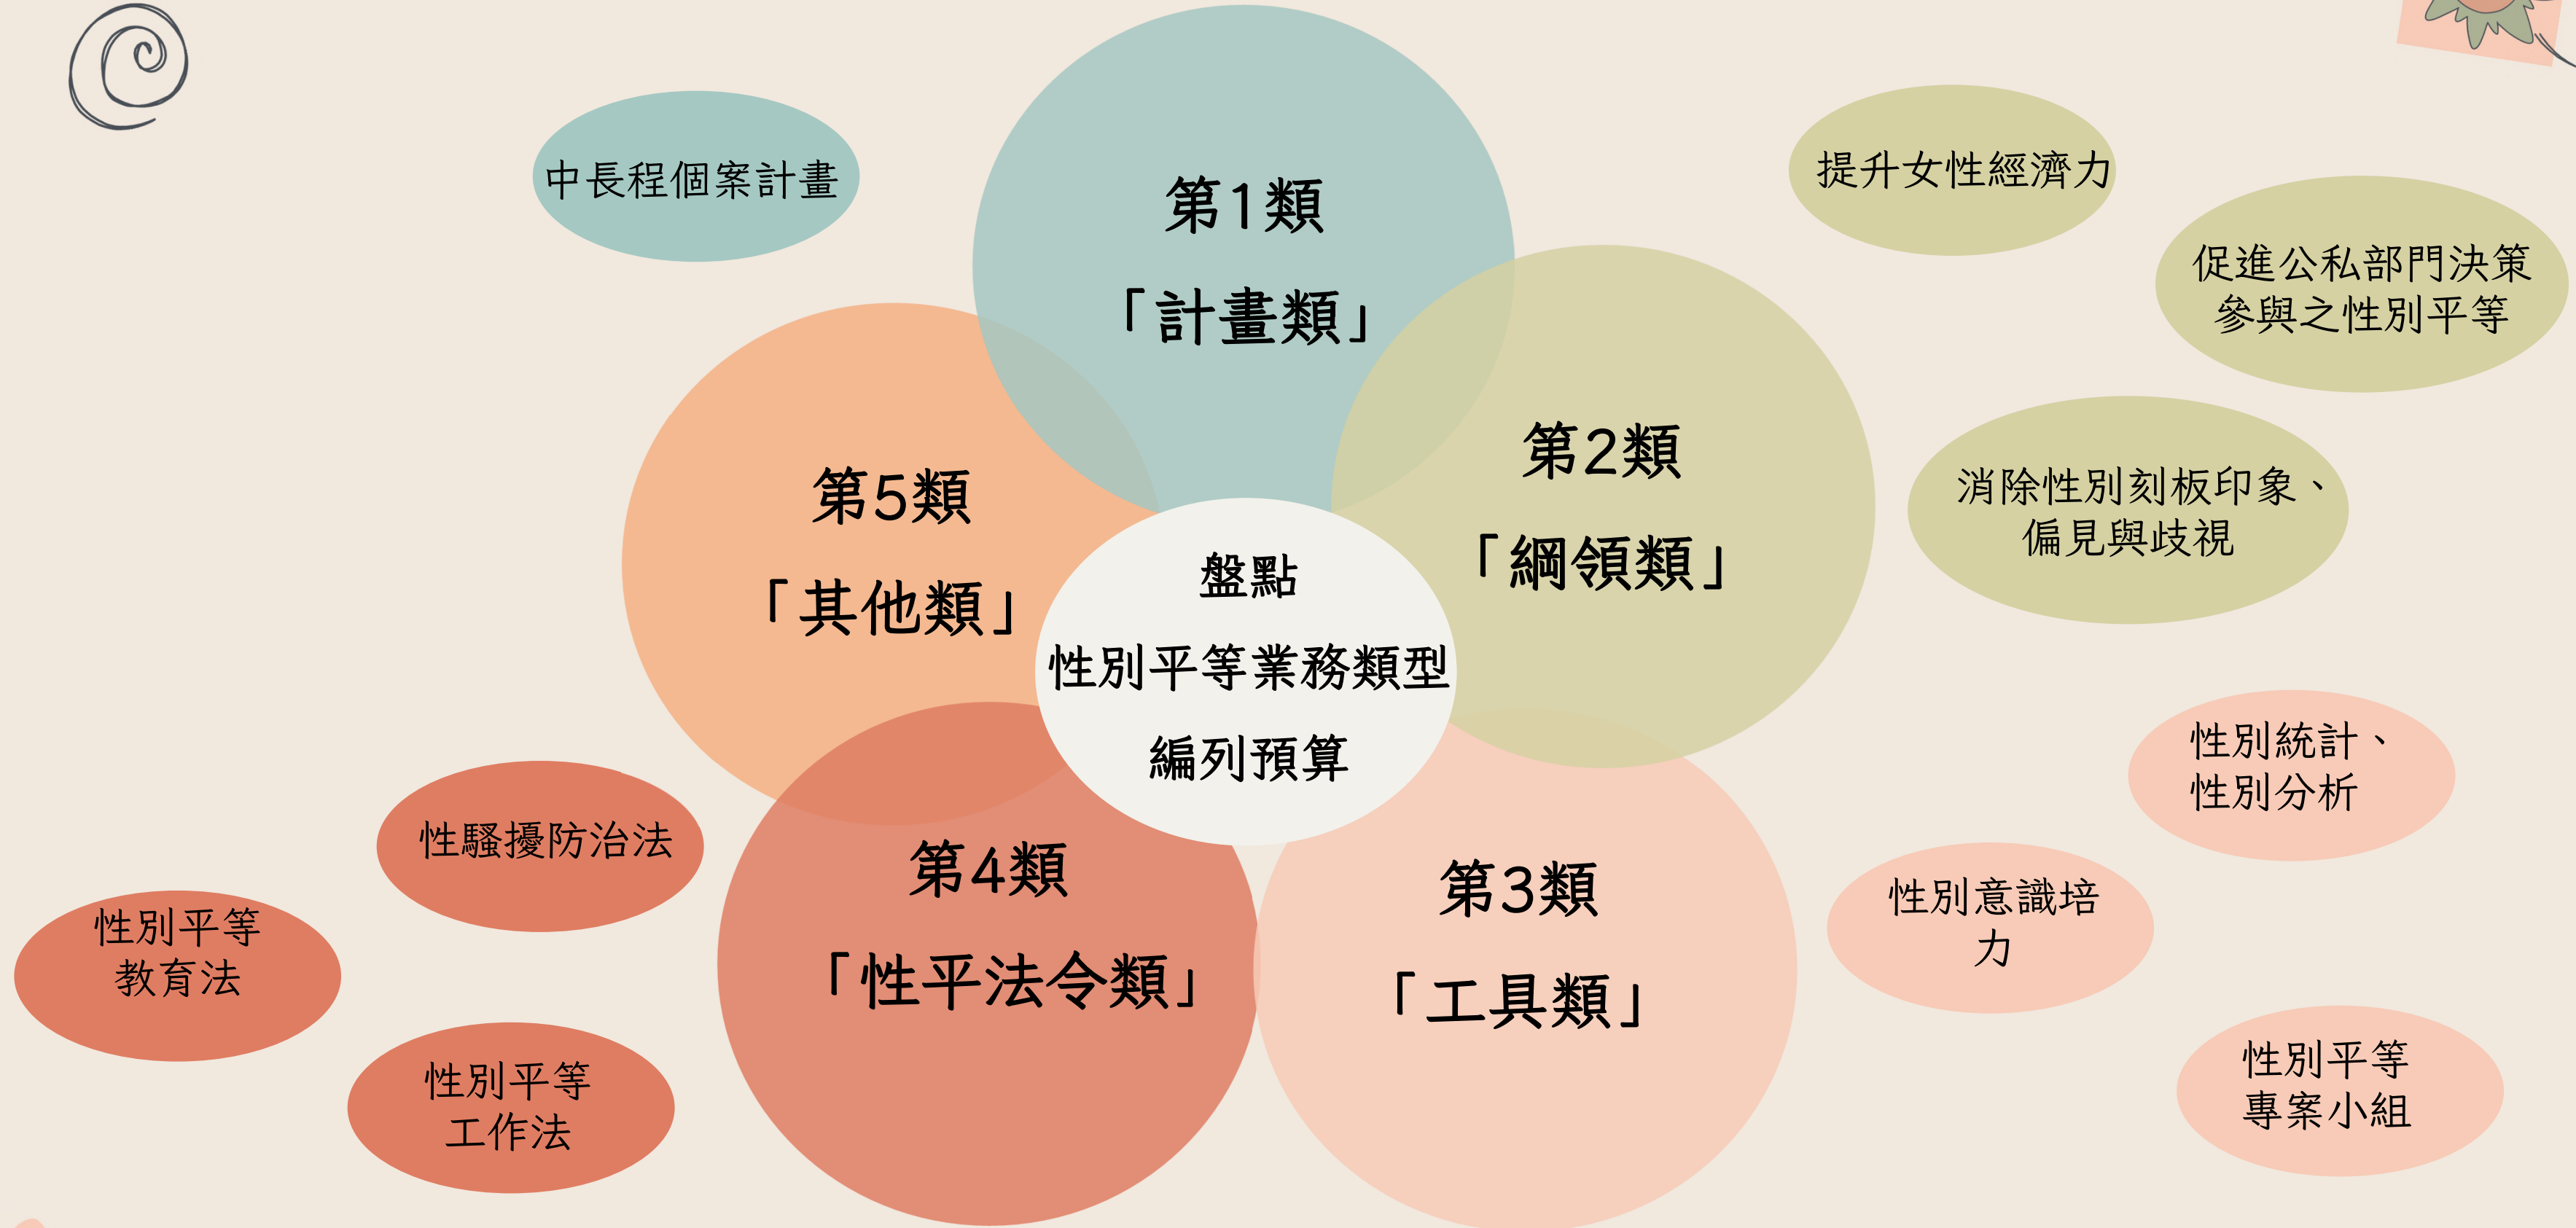 第1類
「計畫類」
中長程個案計畫
第2類
「綱領類」
提升女性經濟力
促進公私部門決策
參與之性別平等
消除性別刻板印象、
偏見與歧視
第5類
「其他類」
盤點
性別平等業務類型
編列預算
第3類
「工具類」
性別統計、
性別分析
性別意識培
力
性別平等
專案小組
第4類
「性平法令類」
性騷擾防治法
性別平等
教育法
性別平等
工作法